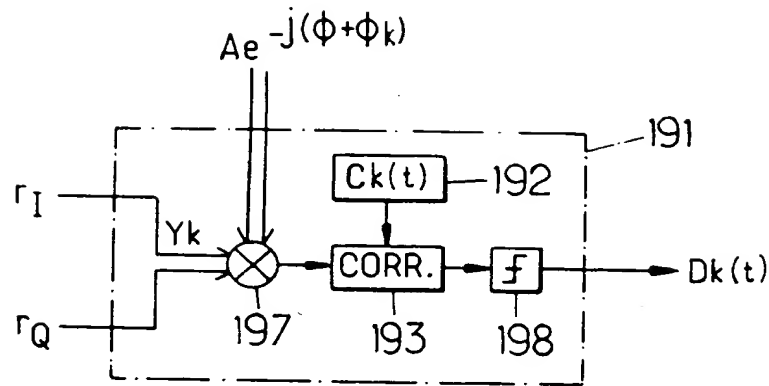 Ae^-j(ϕ+ϕk)
191
Ck(t)
192
rI
Yk
CORR.
Dk(t)
rQ
197
193
198